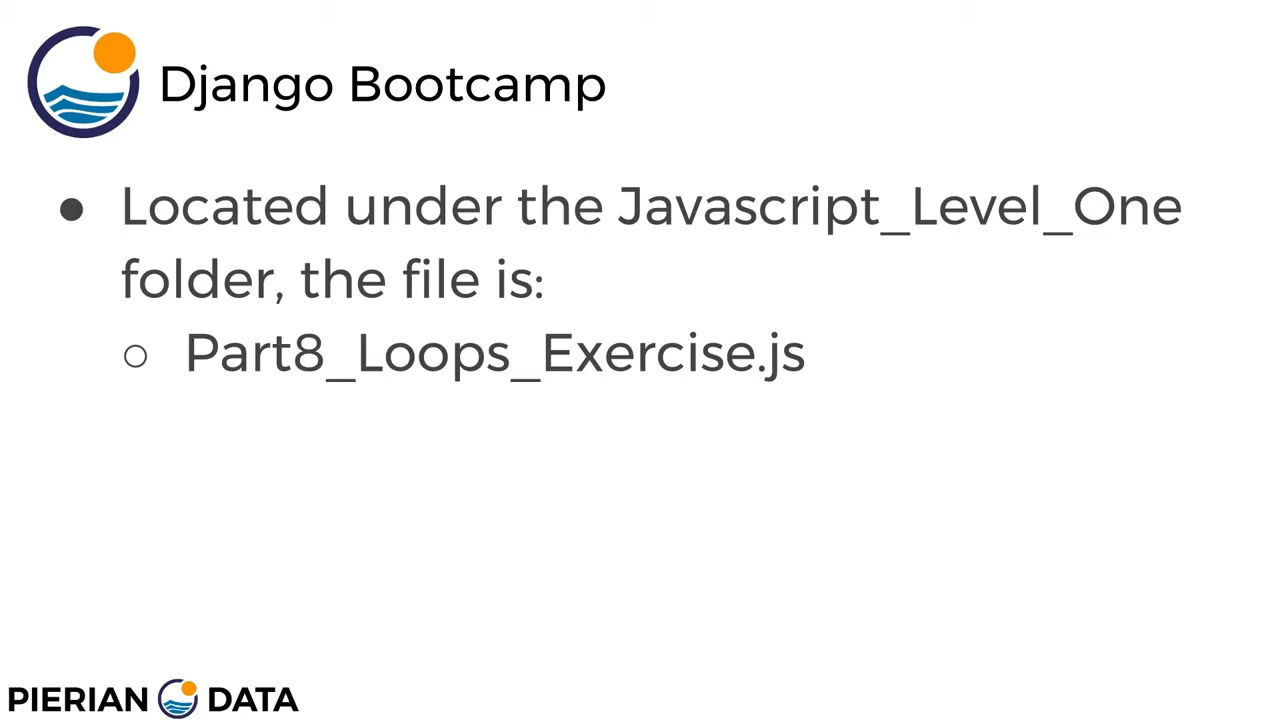 Django Bootcamp
● Located under the Javascript_Level_One
folder, the file is:
○ Part8_Loops_Exercise.js
PIERIAN DATA